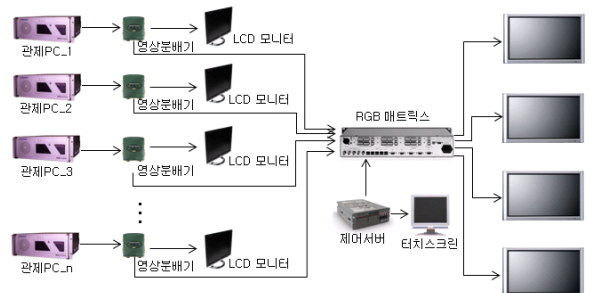 관제PC_1
영상분배기
LCD 모니터
관제PC_2
영상분배기
LCD 모니터
RGB 매트릭스
관제PC_3
영상분배기
LCD 모니터
제어서버
터치스크린
관제PC_n
영상분배기
LCD 모니터